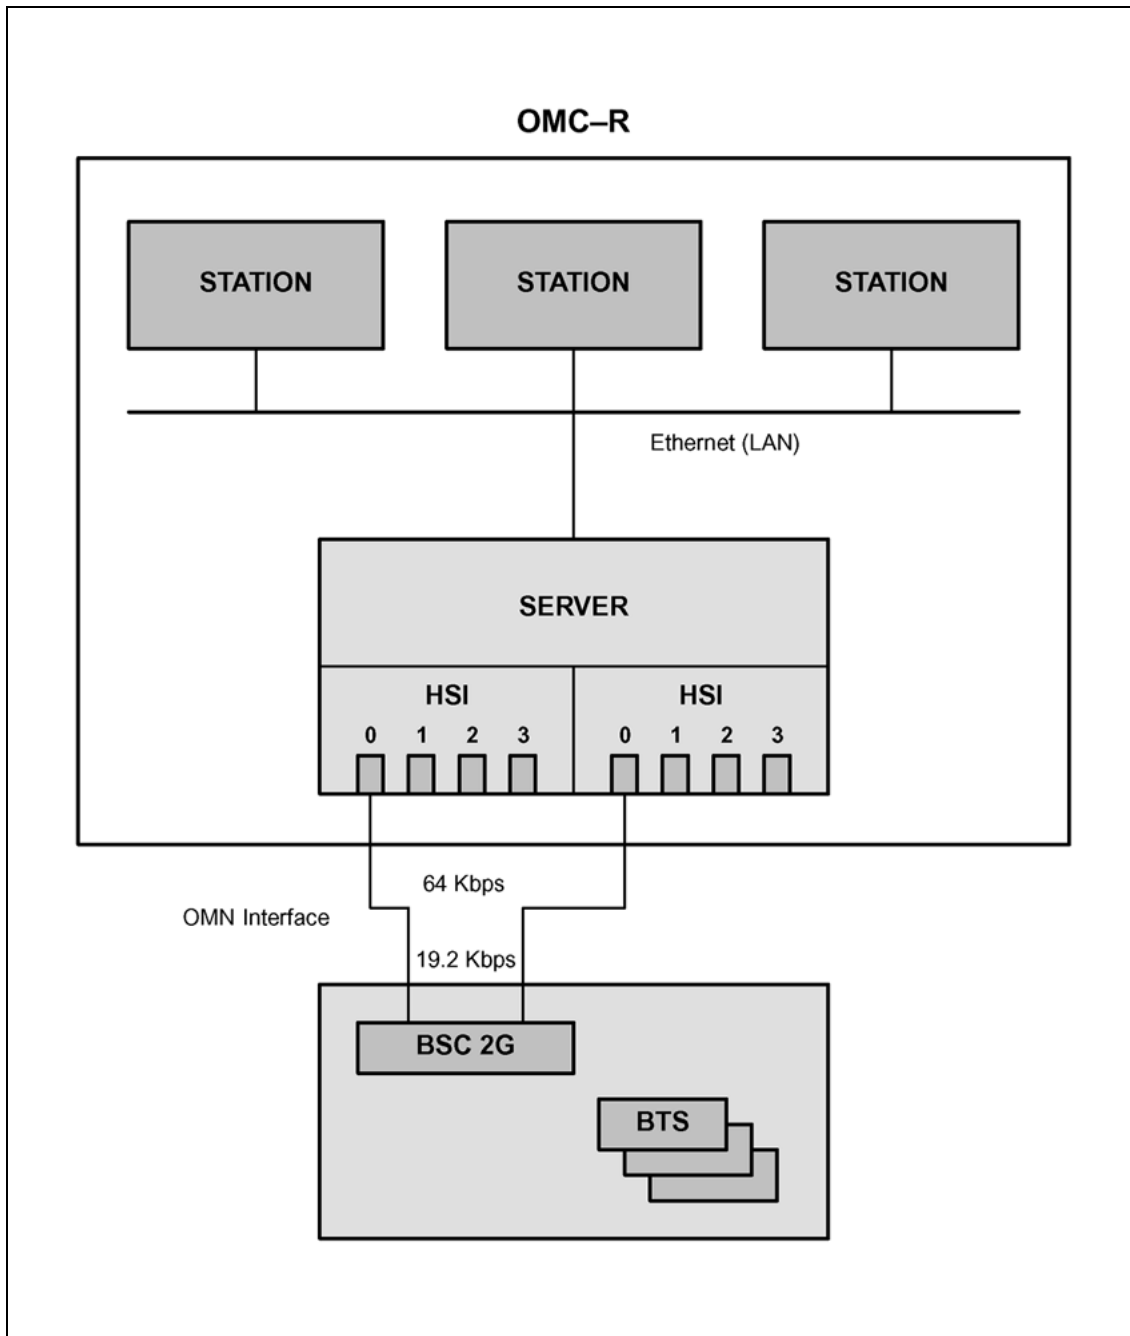 OMC–R
STATION STATION STATION
Ethernet (LAN)
SERVER
HSI HSI
0 1 2 3 0 1 2 3
64 Kbps
OMN Interface
19.2 Kbps
BSC 2G
BTS